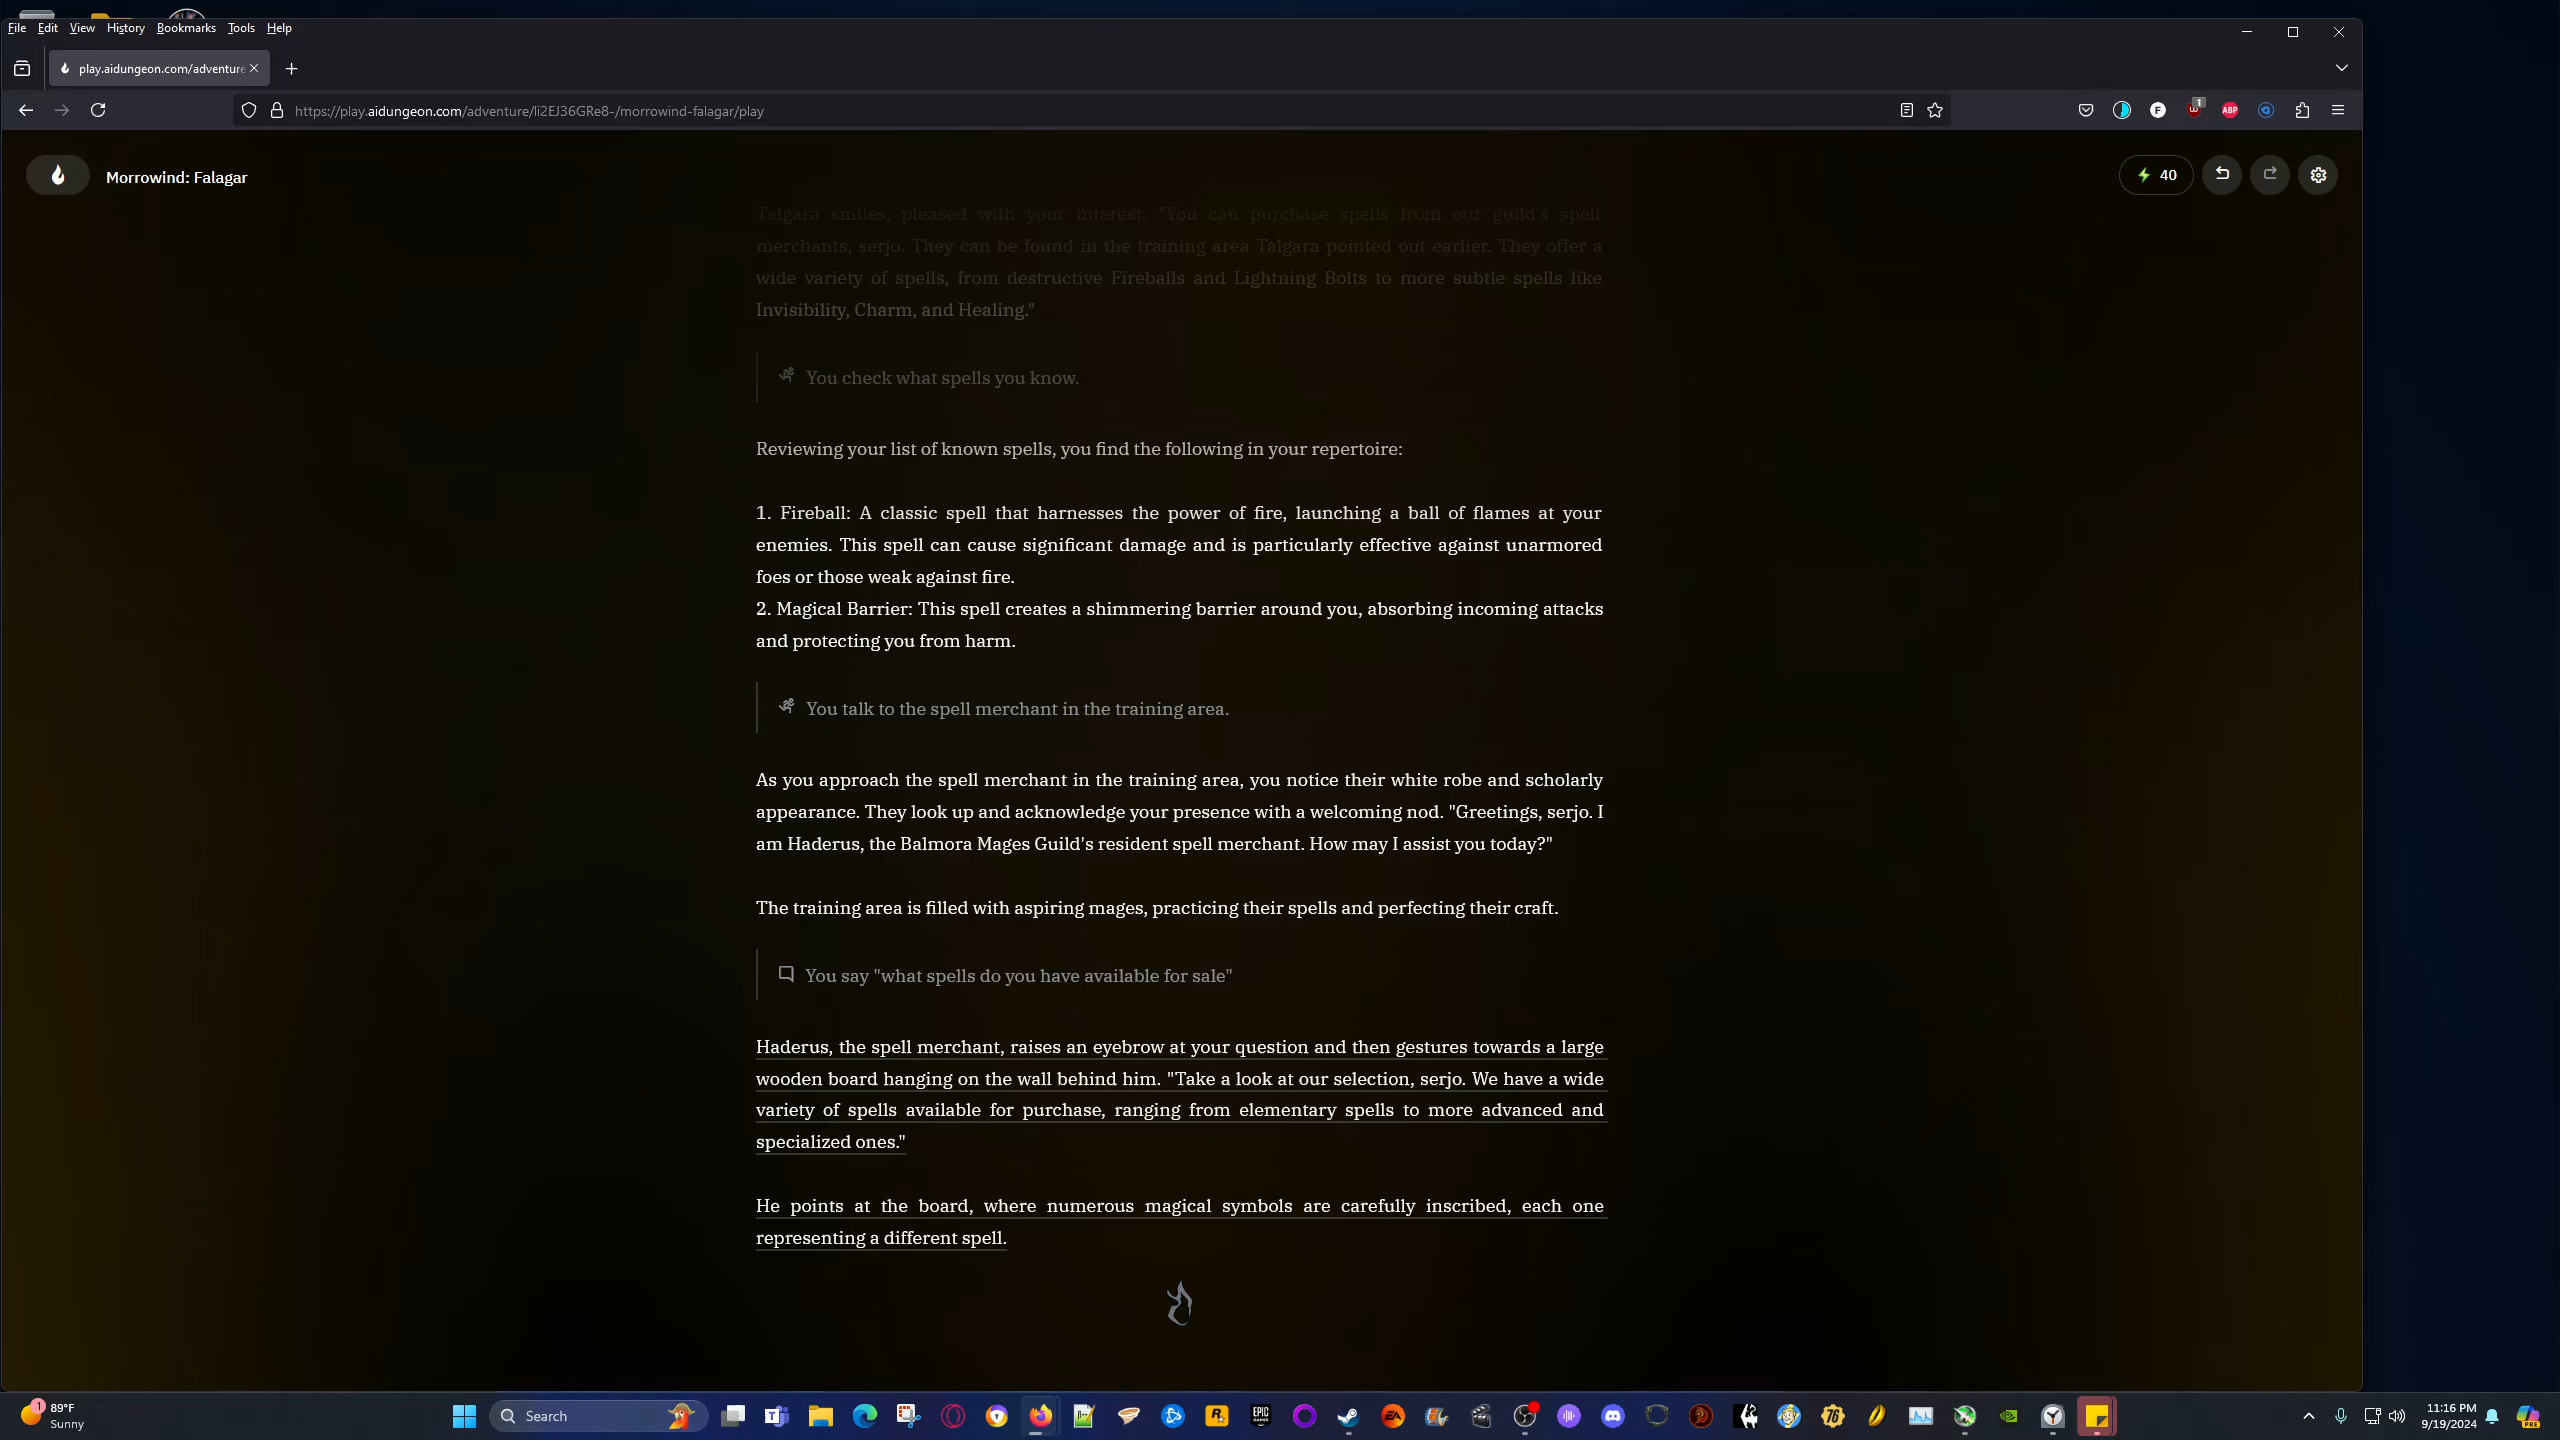 File Edit View History Bookmarks Tools Help
play.aidungeon.com/adventure
https://play.aidungeon.com/adventure/li2EJ36GRe8-/morrowind-falagar/play
1
ABP
Morrowind: Falagar
40
Talgara smiles, pleased with your interest. "You can purchase spells from our guild's spell
merchants, serjo. They can be found in the training area Talgara pointed out earlier. They offer a
wide variety of spells, from destructive Fireballs and Lightning Bolts to more subtle spells like
Invisibility, Charm, and Healing."
You check what spells you know.
Reviewing your list of known spells, you find the following in your repertoire:
1. Fireball: A classic spell that harnesses the power of fire, launching a ball of flames at your
enemies. This spell can cause significant damage and is particularly effective against unarmored
foes or those weak against fire.
2. Magical Barrier: This spell creates a shimmering barrier around you, absorbing incoming attacks
and protecting you from harm.
You talk to the spell merchant in the training area.
As you approach the spell merchant in the training area, you notice their white robe and scholarly
appearance. They look up and acknowledge your presence with a welcoming nod. "Greetings, serjo. I
am Haderus, the Balmora Mages Guild's resident spell merchant. How may I assist you today?"
The training area is filled with aspiring mages, practicing their spells and perfecting their craft.
You say "what spells do you have available for sale"
Haderus, the spell merchant, raises an eyebrow at your question and then gestures towards a large
wooden board hanging on the wall behind him. "Take a look at our selection, serjo. We have a wide
variety of spells available for purchase, ranging from elementary spells to more advanced and
specialized ones."
He points at the board, where numerous magical symbols are carefully inscribed, each one
representing a different spell.
1
89°F
Sunny
Search
EPIC
EA
76
11:16 PM
9/19/2024
PRE